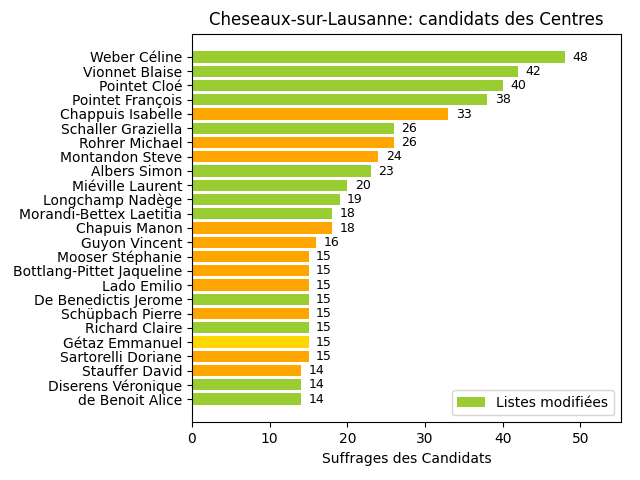 Cheseaux-sur-Lausanne: candidats des Centres
Weber Céline 48
Vionnet Blaise 42
Pointet Cloé 40
Pointet François 38
Chappuis Isabelle 33
Schaller Graziella 26
Rohrer Michael 26
Montandon Steve 24
Albers Simon 23
Miéville Laurent 20
Longchamp Nadège 19
Morandi-Bettex Laetitia 18
Chapuis Manon 18
Guyon Vincent 16
Mooser Stéphanie 15
Bottlang-Pittet Jaqueline 15
Lado Emilio 15
De Benedictis Jerome 15
Schüpbach Pierre 15
Richard Claire 15
Gétaz Emmanuel 15
Sartorelli Doriane 15
Stauffer David 14
Diserens Véronique 14
de Benoit Alice 14
Listes modifiées
0 10 20 30 40 50
Suffrages des Candidats